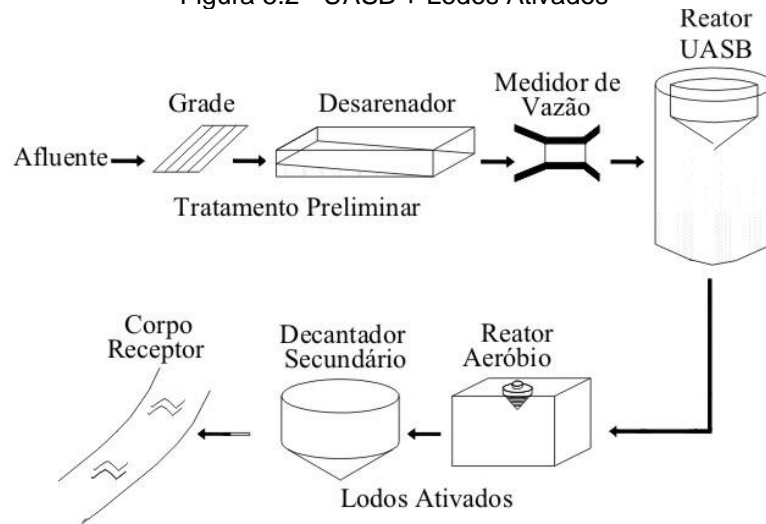 Figura 3.2 - UASB + Lodos Ativados
Reator
UASB
Grade
Desarenador
Medidor de
Vazão
Afluente
Tratamento Preliminar
Corpo
Receptor
Decantador
Secundário
Reator
Aeróbio
Lodos Ativados